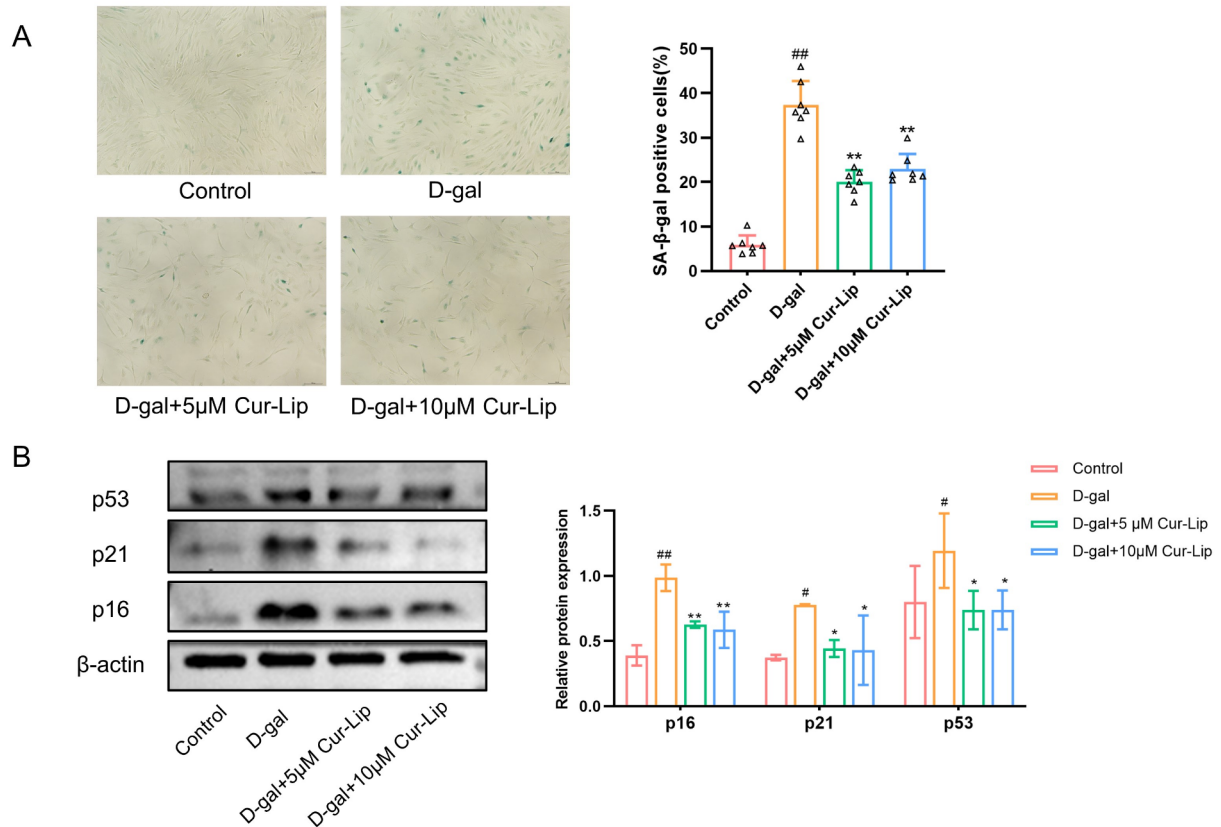 A
Control
D-gal
D-gal+5μM Cur-Lip
D-gal+10μM Cur-Lip
SA-β-gal positive cells(%)
50
40
30
20
10
0
##
**
**
Control
D-gal
D-gal+5μM Cur-Lip
D-gal+10μM Cur-Lip
B
p53
p21
p16
β-actin
Control
D-gal
D-gal+5μM Cur-Lip
D-gal+10μM Cur-Lip
Relative protein expression
1.5
1.0
0.5
0.0
##
**
**
#
*
*
#
*
*
p16
p21
p53
Control
D-gal
D-gal+5 μM Cur-Lip
D-gal+10μM Cur-Lip